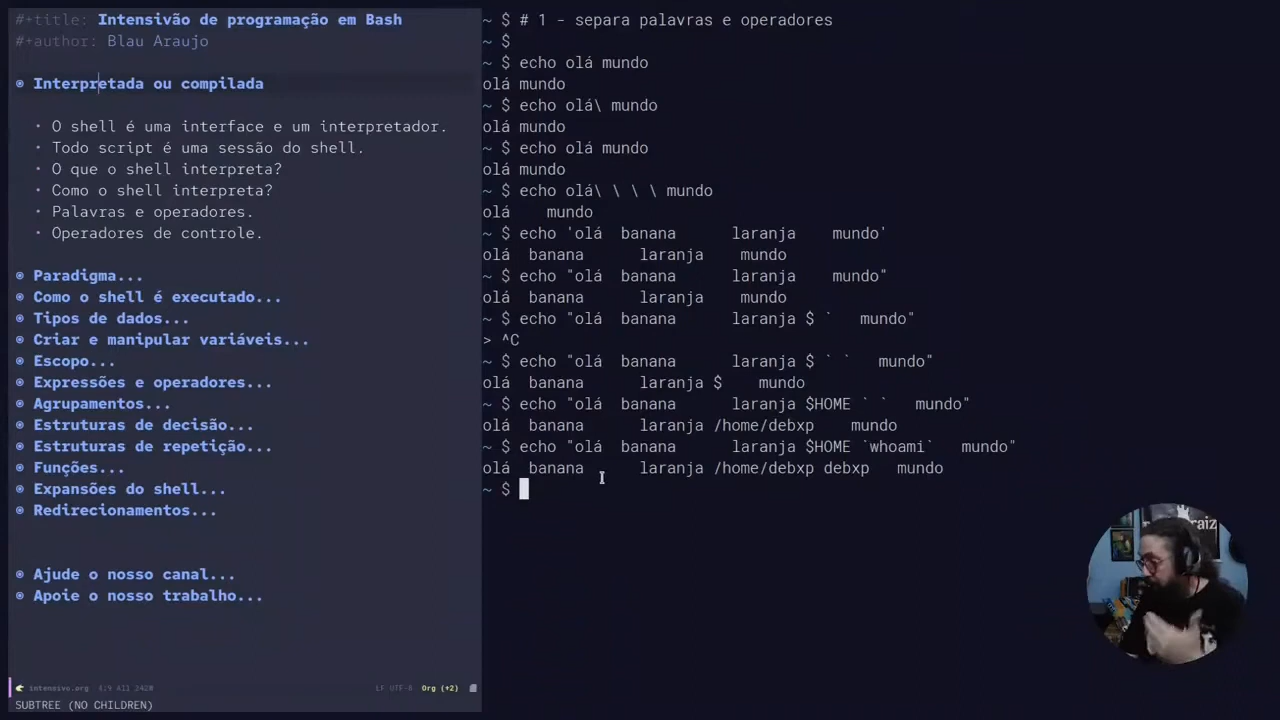 #+title: Intensivão de programação em Bash
#+author: Blau Araujo
Interpretada ou compilada
• O shell é uma interface e um interpretador.
• Todo script é uma sessão do shell.
• O que o shell interpreta?
• Como o shell interpreta?
• Palavras e operadores.
• Operadores de controle.
Paradigma...
Como o shell é executado...
Tipos de dados...
Criar e manipular variáveis...
Escopo...
Expressões e operadores...
Agrupamentos...
Estruturas de decisão...
Estruturas de repetição...
Funções...
Expansões do shell...
Redirecionamentos...
Ajude o nosso canal...
Apoie o nosso trabalho...
intensivo.org
LF UTF-8 Org (+2)
SUBTREE (NO CHILDREN)
~ $ # 1 - separa palavras e operadores
~ $
~ $ echo olá mundo
olá mundo
~ $ echo olá\ mundo
olá mundo
~ $ echo olá mundo
olá mundo
~ $ echo olá\ \ \ \ mundo
olá    mundo
~ $ echo 'olá  banana      laranja    mundo'
olá  banana      laranja    mundo
~ $ echo "olá  banana      laranja    mundo"
olá  banana      laranja    mundo
~ $ echo "olá  banana      laranja $ `   mundo"
> ^C
~ $ echo "olá  banana      laranja $ ` `   mundo"
olá  banana      laranja $    mundo
~ $ echo "olá  banana      laranja $HOME ` `   mundo"
olá  banana      laranja /home/debxp    mundo
~ $ echo "olá  banana      laranja $HOME `whoami`   mundo"
olá  banana      laranja /home/debxp debxp   mundo
~ $
raiz